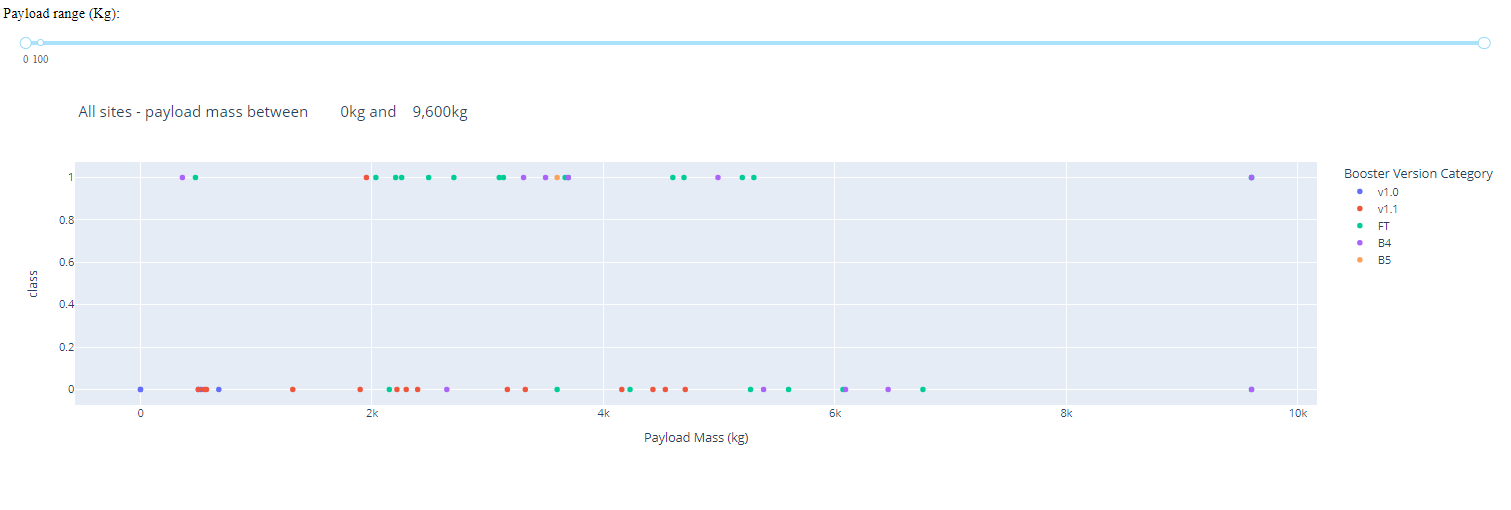 Payload range (Kg):
0 100
All sites - payload mass between 0kg and 9,600kg
Booster Version Category
v1.0
v1.1
FT
B4
B5
class
1
0.8
0.6
0.4
0.2
0
0 2k 4k 6k 8k 10k
Payload Mass (kg)